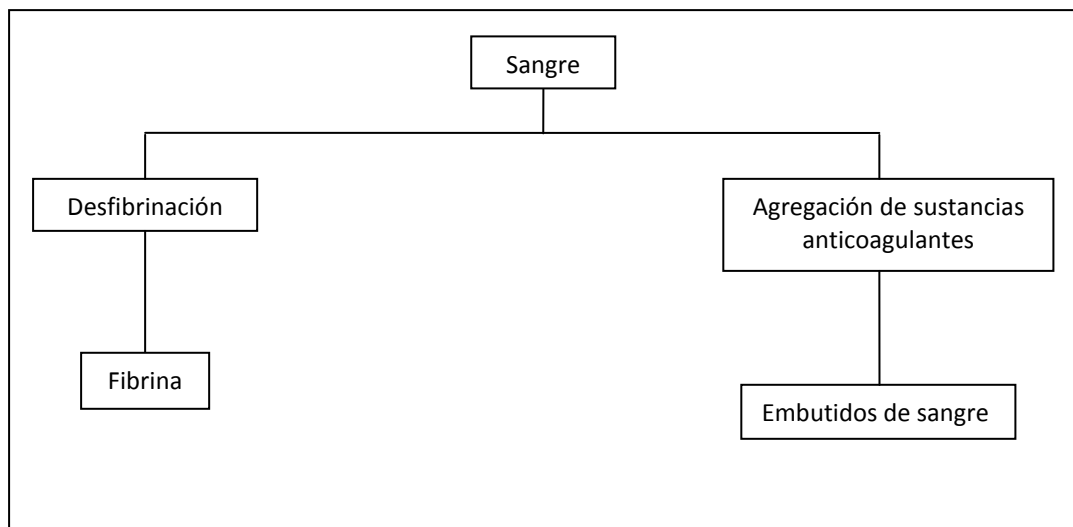 Sangre
Desfibrinación
Agregación de sustancias
anticoagulantes
Fibrina
Embutidos de sangre